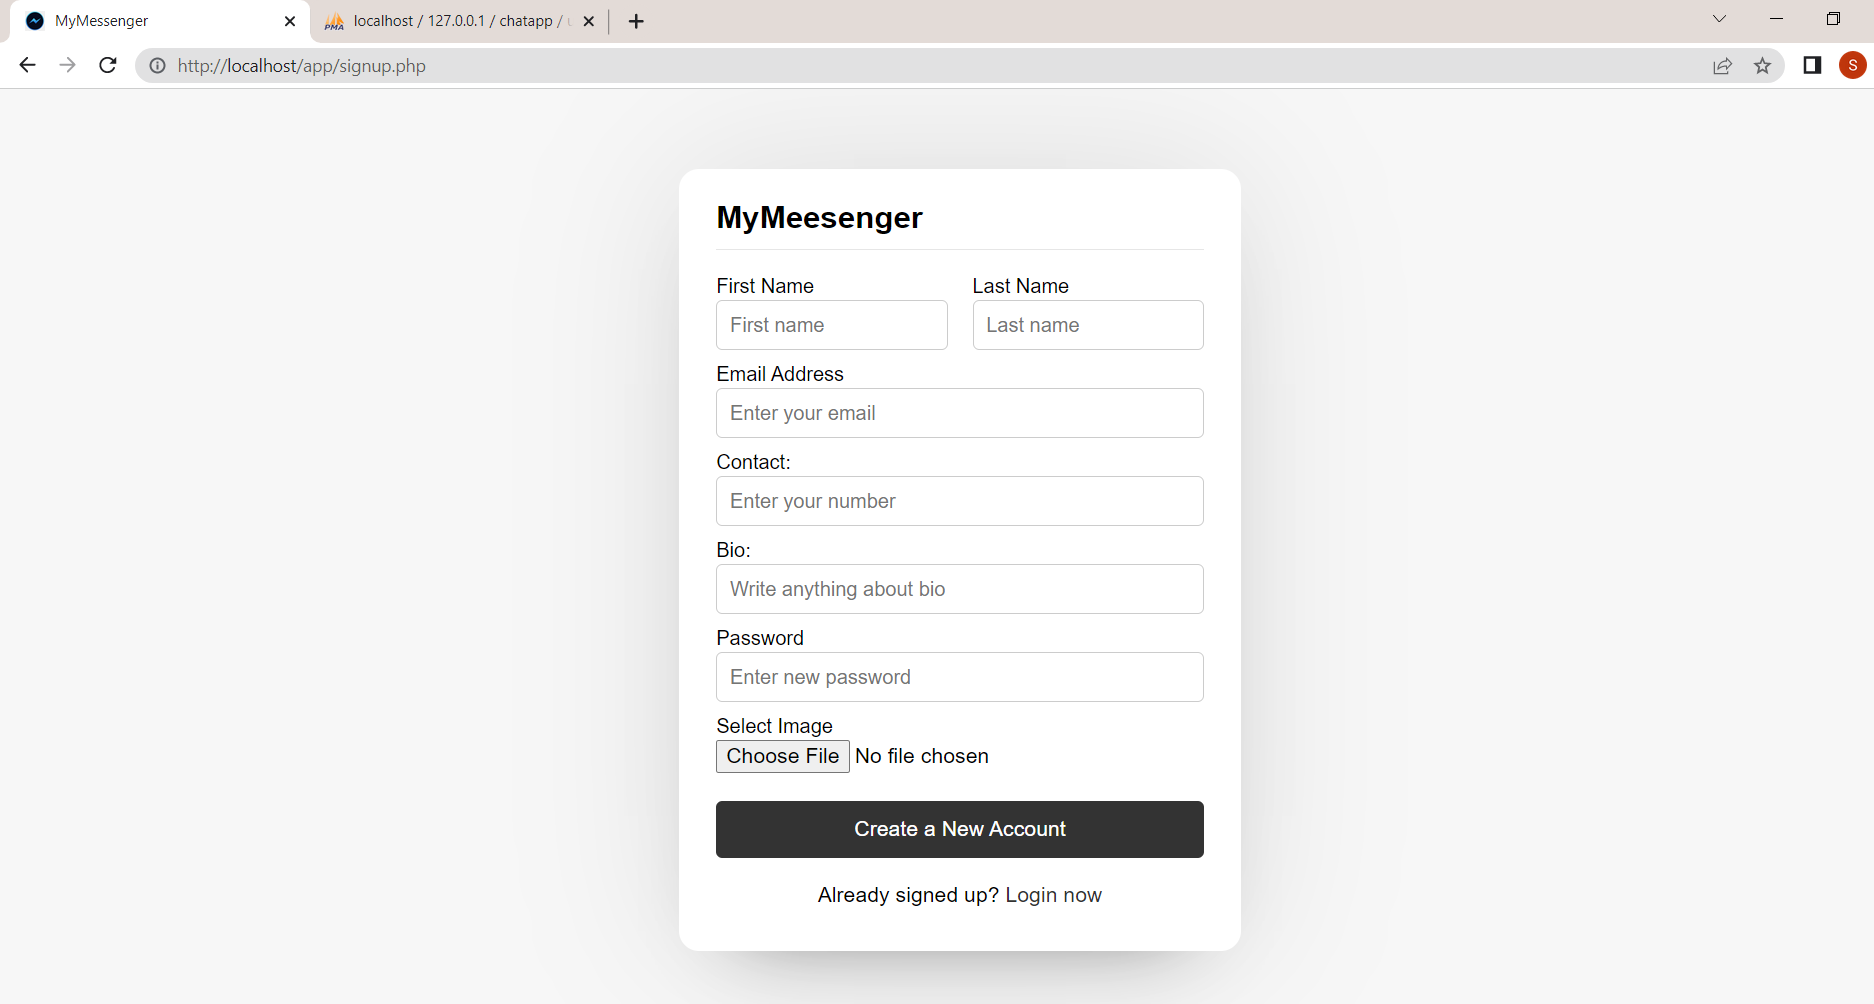 MyMessenger
localhost / 127.0.0.1 / chatapp /
http://localhost/app/signup.php
S
MyMeesenger
First Name Last Name
First name Last name
Email Address
Enter your email
Contact:
Enter your number
Bio:
Write anything about bio
Password
Enter new password
Select Image
Choose File No file chosen
Create a New Account
Already signed up? Login now